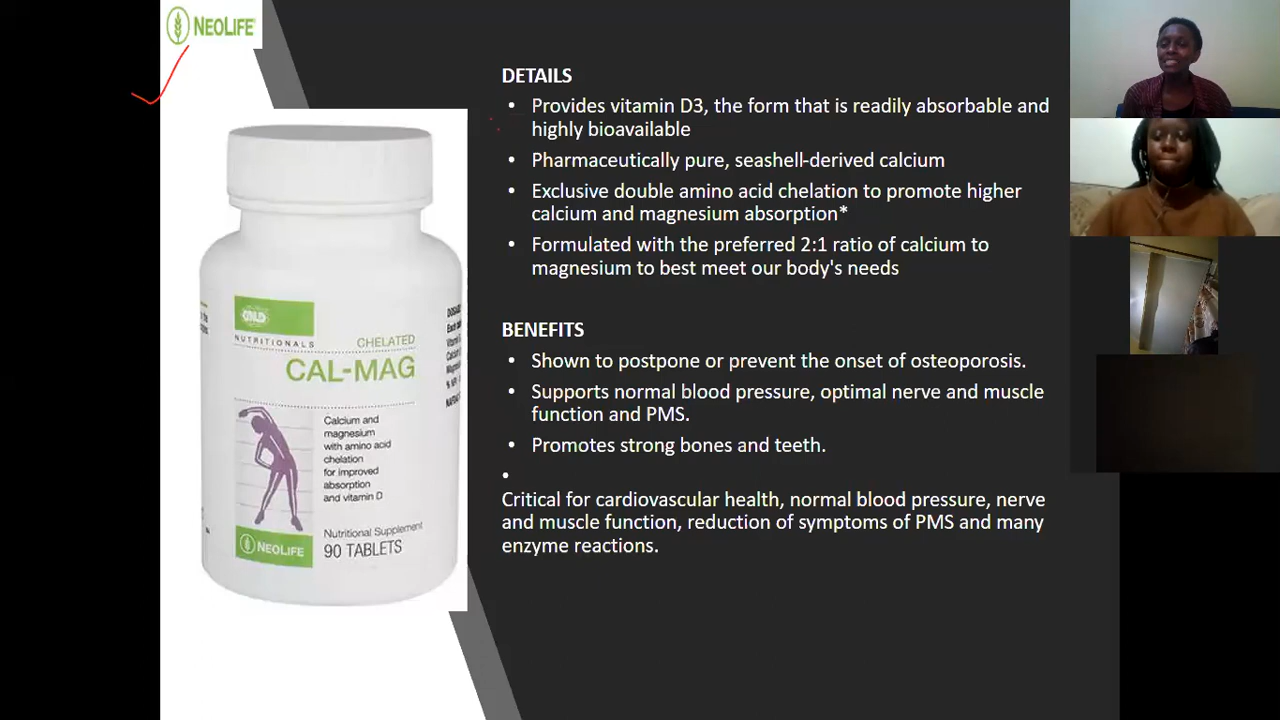 NEOLIFE
DETAILS
• Provides vitamin D3, the form that is readily absorbable and
highly bioavailable
• Pharmaceutically pure, seashell-derived calcium
• Exclusive double amino acid chelation to promote higher
calcium and magnesium absorption*
• Formulated with the preferred 2:1 ratio of calcium to
magnesium to best meet our body's needs
BENEFITS
• Shown to postpone or prevent the onset of osteoporosis.
• Supports normal blood pressure, optimal nerve and muscle
function and PMS.
• Promotes strong bones and teeth.
•
Critical for cardiovascular health, normal blood pressure, nerve
and muscle function, reduction of symptoms of PMS and many
enzyme reactions.
GNLD
NUTRITIONALS
CHELATED
CAL-MAG
Calcium and
magnesium
with amino acid
chelation
for improved
absorption
and vitamin D
Nutritional Supplement
90 TABLETS
NEOLIFE